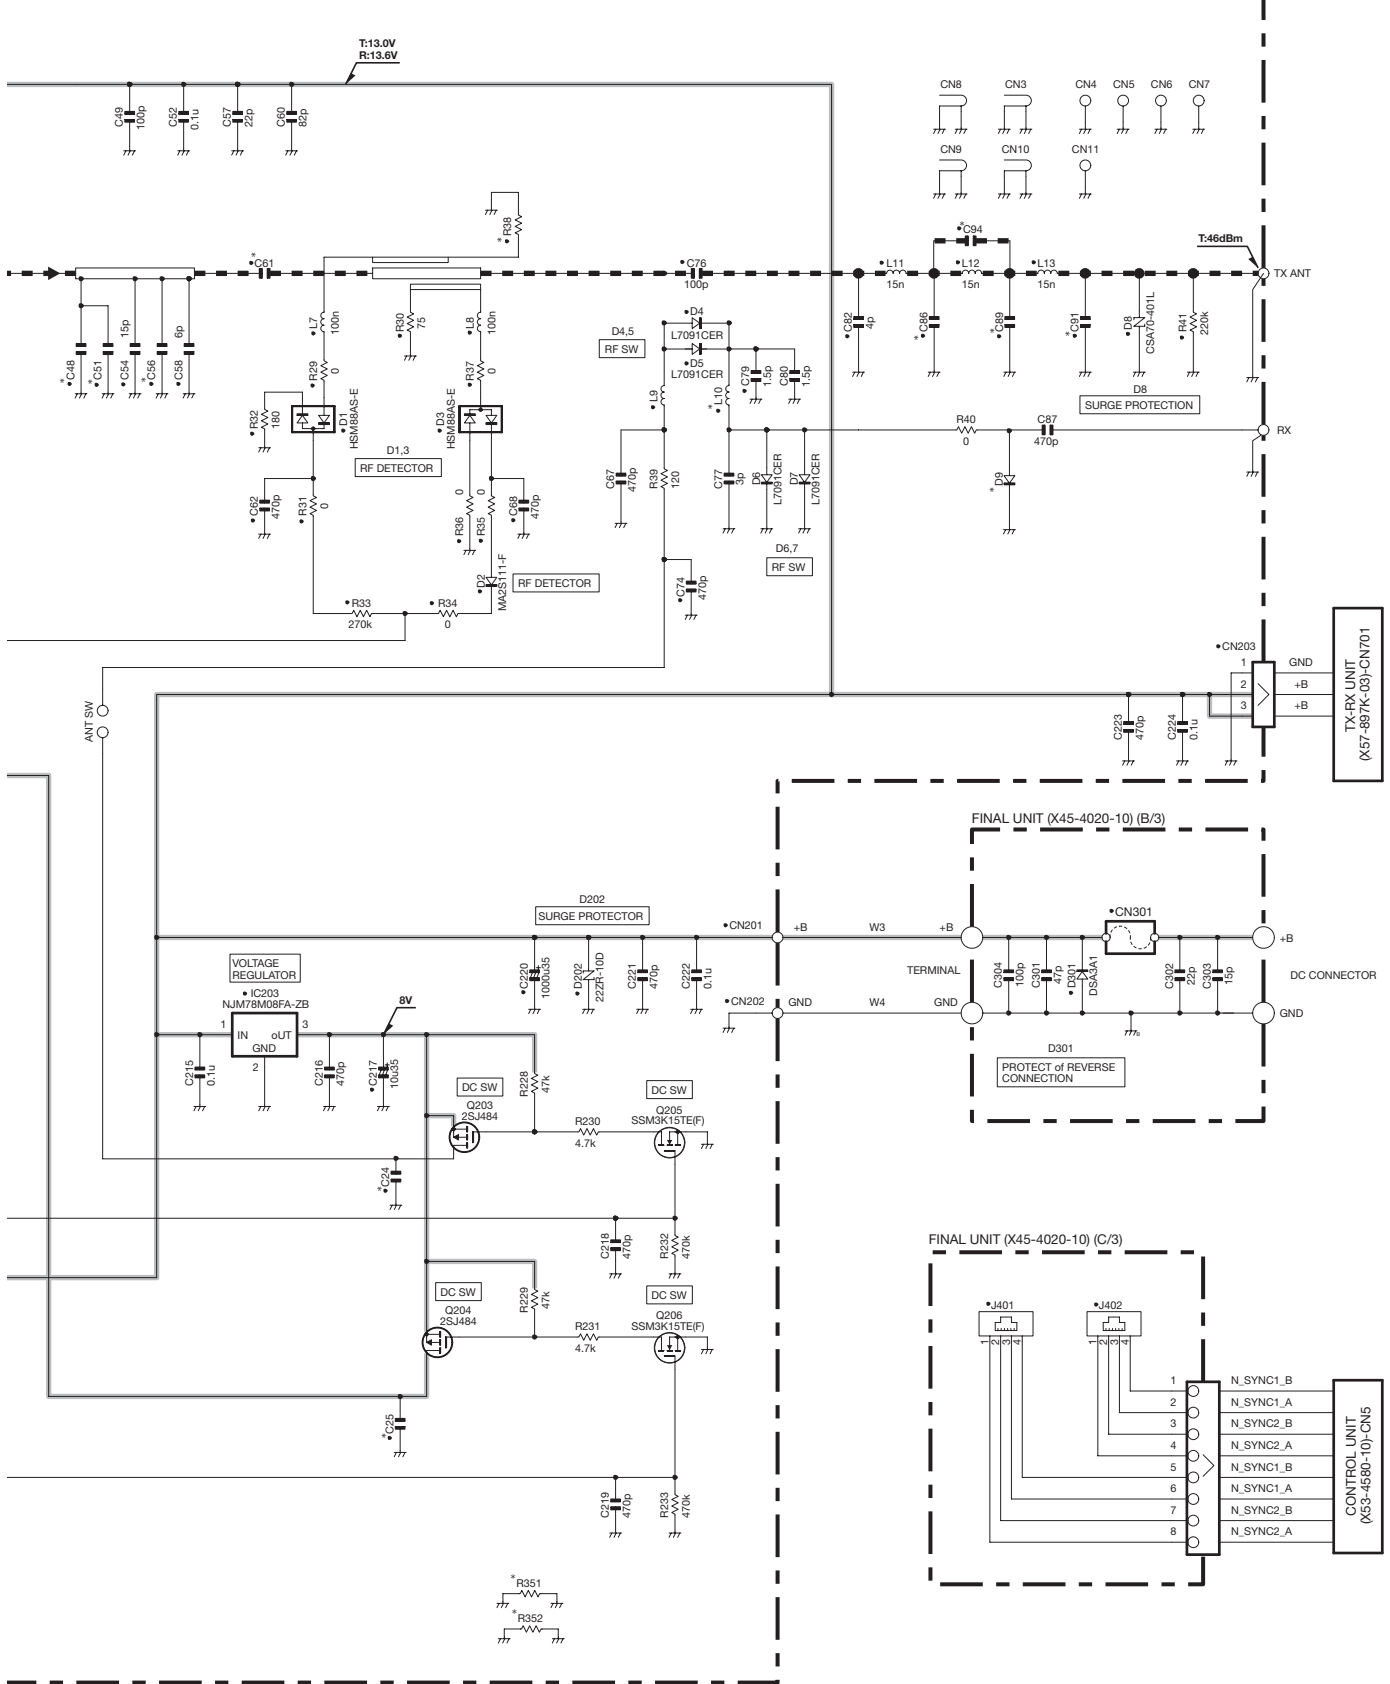 T:13.0V
R:13.6V
C49
100p
C52
0.1u
C57
22p
C60
82p
CN8
CN3
CN4
CN5
CN6
CN7
CN9
CN10
CN11
*•R38
*•C61
•C76
100p
*•C94
T:46dBm
•L11
15n
•L12
15n
•L13
15n
TX ANT
*•C48
*•C51
•C54
15p
*•C56
•C58
6p
•L7
100n
•R30
75
•L8
100n
•R29
0
•R37
0
D4,5
RF SW
•D4
L7091CER
•D5
L7091CER
•C79
1.5p
C80
1.5p
•C82
4p
*•C86
*•C89
*•C91
•D8
CSA70-401L
•R41
220k
D8
SURGE PROTECTION
•L9
*•L10
•R32
180
•D1
HSM88AS-E
•D3
HSM88AS-E
D1,3
RF DETECTOR
R40
0
C87
470p
RX
•C62
470p
•R31
0
•R36
0
•R35
0
•C68
470p
C67
470p
R39
120
C77
3p
D6
L7091CER
D7
L7091CER
*•D9
D6,7
RF SW
•D2
MA2S111-F
RF DETECTOR
•C74
470p
•R33
270k
•R34
0
•CN203
1
2
3
GND
+B
+B
TX-RX UNIT
(X57-897K-03)-CN701
ANT SW
C223
470p
C224
0.1u
FINAL UNIT (X45-4020-10) (B/3)
D202
SURGE PROTECTOR
•CN201
+B
W3
+B
•CN301
+B
•C220
1000u35
•D202
22ZR-10D
C221
470p
C222
0.1u
TERMINAL
C304
100p
C301
47p
•D301
DSA3A1
C302
22p
C303
15p
DC CONNECTOR
•CN202
GND
W4
GND
GND
D301
PROTECT of REVERSE
CONNECTION
VOLTAGE
REGULATOR
•IC203
NJM78M08FA-ZB
1
IN
oUT
3
GND
2
8V
C215
0.1u
C216
470p
•C217
10u35
R228
47k
DC SW
Q203
2SJ484
DC SW
Q205
SSM3K15TE(F)
R230
4.7k
*•C24
C218
470p
R232
470k
DC SW
Q204
2SJ484
R229
47k
R231
4.7k
DC SW
Q206
SSM3K15TE(F)
*•C25
C219
470p
R233
470k
*R351
*R352
FINAL UNIT (X45-4020-10) (C/3)
•J401
•J402
1 2 3 4
1 2 3 4
1
N_SYNC1_B
2
N_SYNC1_A
3
N_SYNC2_B
4
N_SYNC2_A
5
N_SYNC1_B
6
N_SYNC1_A
7
N_SYNC2_B
8
N_SYNC2_A
CONTROL UNIT
(X53-4580-10)-CN5